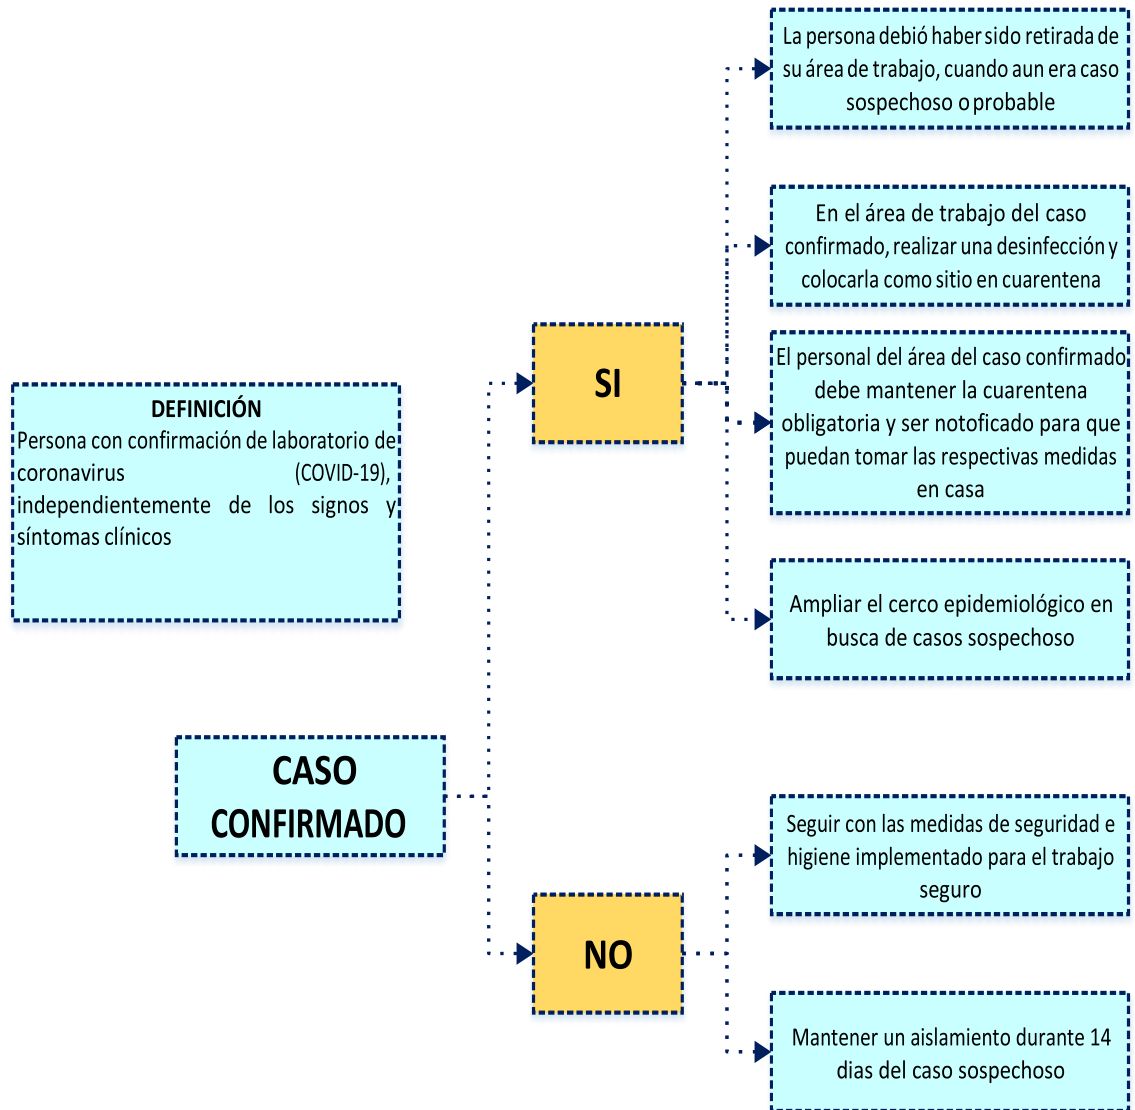 La persona debió haber sido retirada de
su área de trabajo, cuando aun era caso
sospechoso o probable
En el área de trabajo del caso
confirmado, realizar una desinfección y
colocarla como sitio en cuarentena
SI
El personal del área del caso confirmado
debe mantener la cuarentena
obligatoria y ser notoficado para que
puedan tomar las respectivas medidas
en casa
DEFINICIÓN
Persona con confirmación de laboratorio de
coronavirus (COVID-19),
independientemente de los signos y
síntomas clínicos
Ampliar el cerco epidemiológico en
busca de casos sospechoso
CASO
CONFIRMADO
Seguir con las medidas de seguridad e
higiene implementado para el trabajo
seguro
NO
Mantener un aislamiento durante 14
dias del caso sospechoso